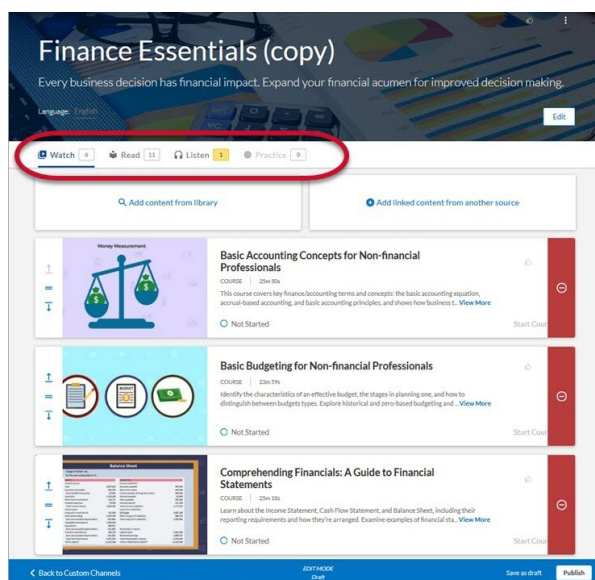 Finance Essentials (copy)
Every business decision has financial impact. Expand your financial acumen for improved decision making.
Language: English
Edit
Watch 6 Read 11 Listen 1 Practice 0
Add content from library
Add linked content from another source
Money Measurement
Basic Accounting Concepts for Non-financial
Professionals
COURSE | 25m 50s
This course covers key finance/accounting terms and concepts: the basic accounting equation,
accrual-based accounting, and basic accounting principles, and shows how business t...View More
Not Started
Start Cour
Basic Budgeting for Non-financial Professionals
COURSE | 23m 59s
Identify the characteristics of an effective budget, the stages in planning one, and how to
distinguish between budgets types. Explore historical and zero-based budgeting and ...View More
BUDGET
Not Started
Start Cour
Balance Sheet
Comprehending Financials: A Guide to Financial
Statements
COURSE | 25m 18s
Learn about the Income Statement, Cash Flow Statement, and Balance Sheet, including their
reporting requirements and how they're arranged. Examine examples of financial sta...View More
Not Started
Start Cour
Back to Custom Channels
EDIT MODE
Draft
Save as draft
Publish